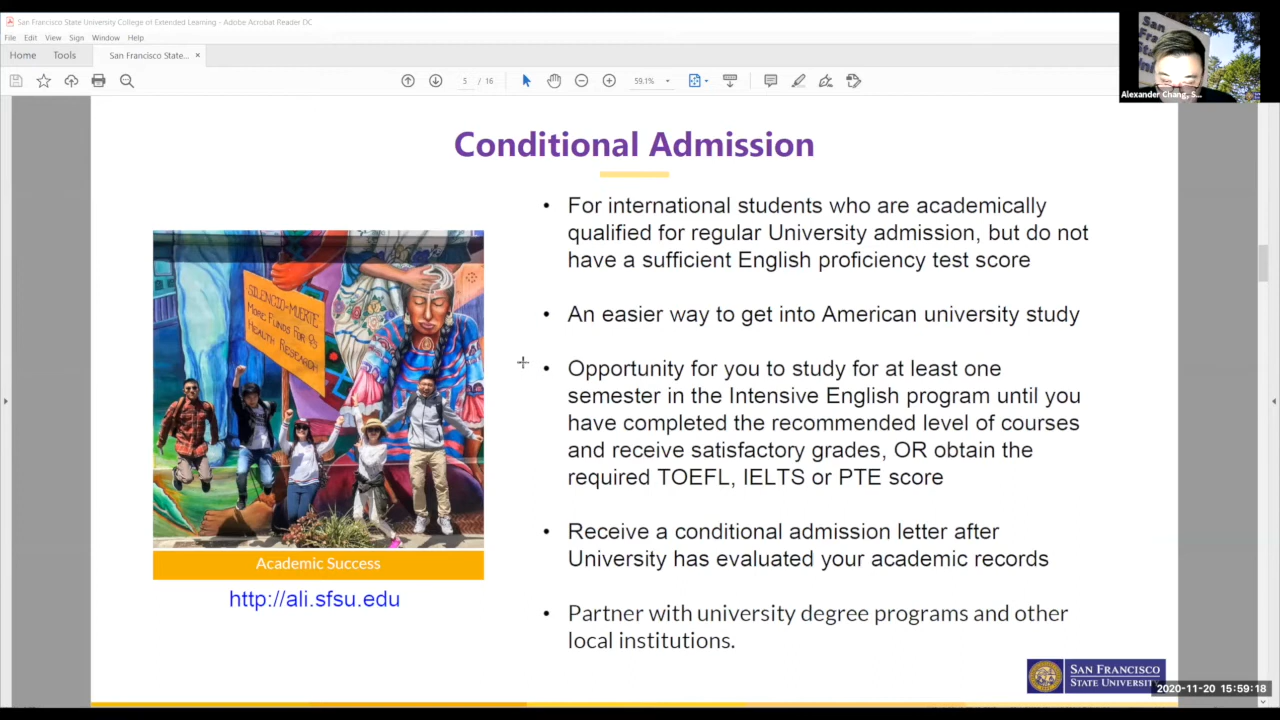 San Francisco State University College of Extended Learning - Adobe Acrobat Reader DC
File Edit View Sign Window Help
Home Tools San Francisco State... ×
5 / 16 59.1%
Alexander Chang, S...
Conditional Admission
• For international students who are academically
qualified for regular University admission, but do not
have a sufficient English proficiency test score
• An easier way to get into American university study
• Opportunity for you to study for at least one
semester in the Intensive English program until you
have completed the recommended level of courses
and receive satisfactory grades, OR obtain the
required TOEFL, IELTS or PTE score
• Receive a conditional admission letter after
University has evaluated your academic records
• Partner with university degree programs and other
local institutions.
SILENCIO=MUERTE
MORE FUNDS FOR
HEALTH RESEARCH
Academic Success
http://ali.sfsu.edu
SAN FRANCISCO
STATE UNIVERSITY
2020-11-20 15:59:18